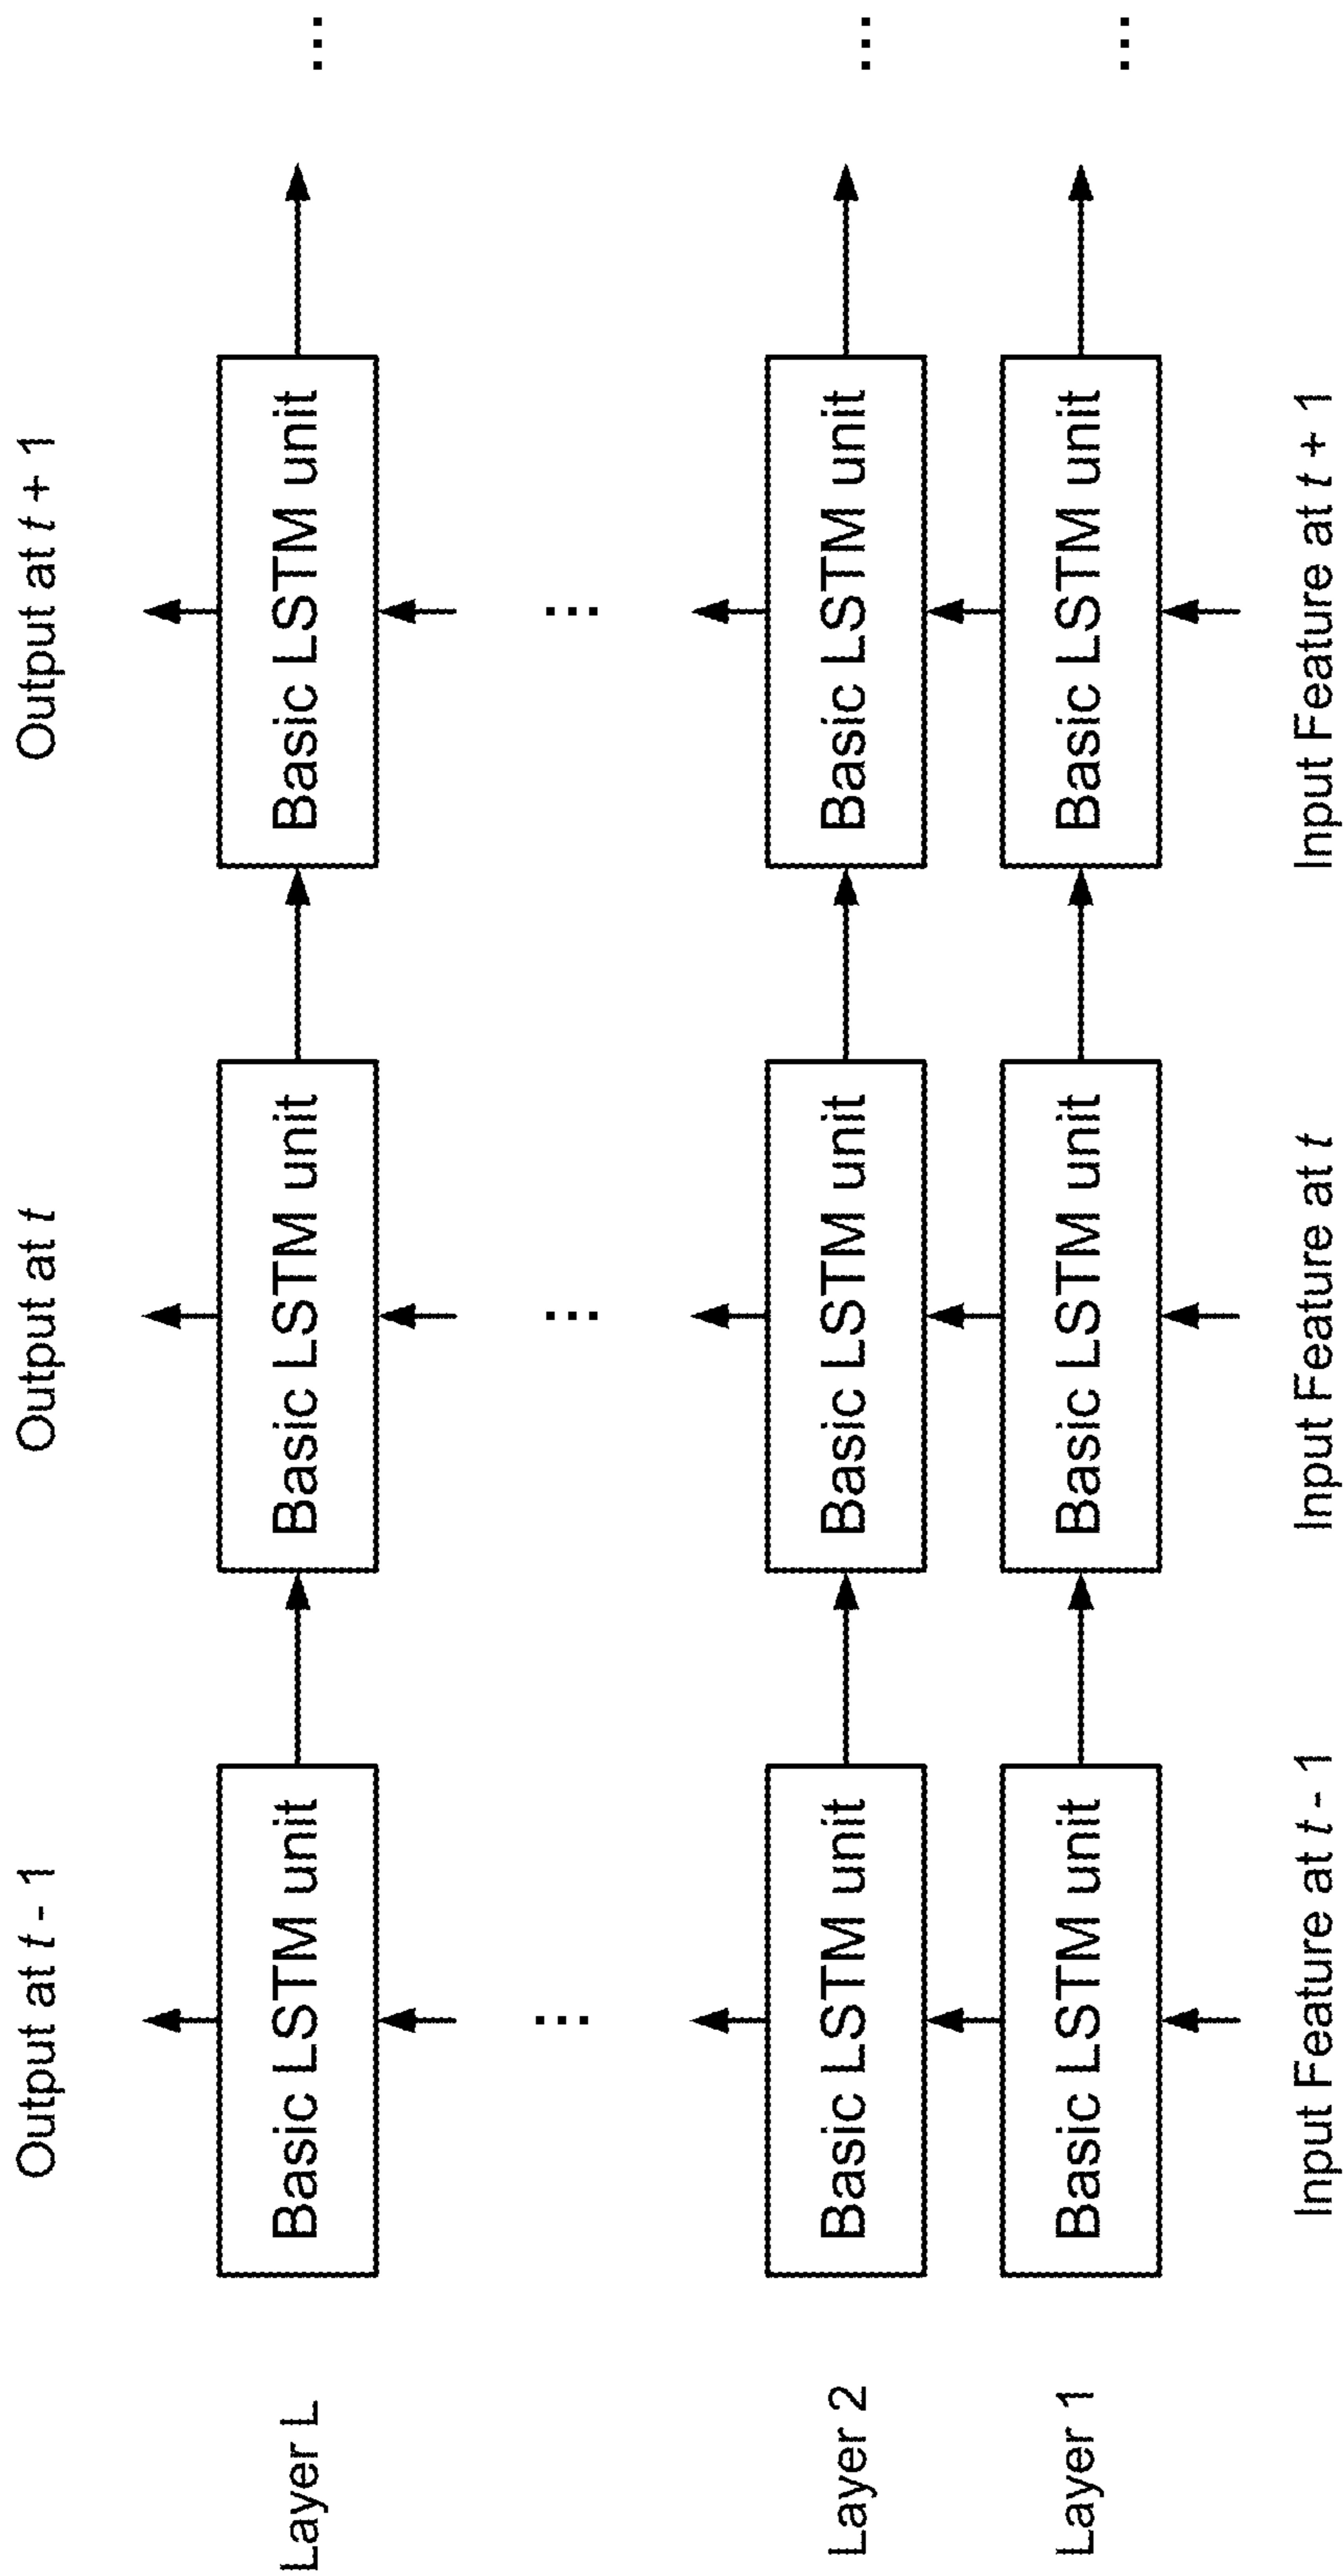 Output at t - 1
Output at t
Output at t + 1
Layer L
Basic LSTM unit
Basic LSTM unit
Basic LSTM unit
...
...
...
...
Layer 2
Basic LSTM unit
Basic LSTM unit
Basic LSTM unit
...
Layer 1
Basic LSTM unit
Basic LSTM unit
Basic LSTM unit
...
Input Feature at t - 1
Input Feature at t
Input Feature at t + 1